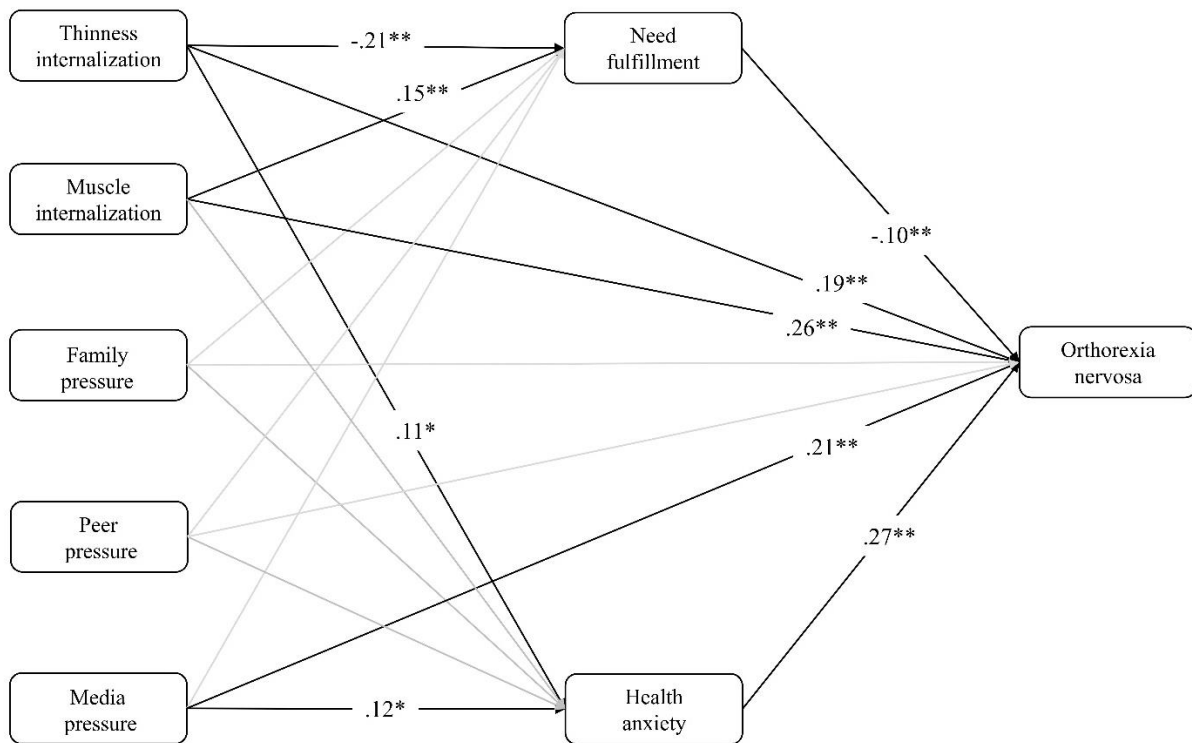 Thinness
internalization
-.21**
Need
fulfillment
.15**
Muscle
internalization
-.10**
.19**
.26**
Family
pressure
Orthorexia
nervosa
.11*
.21**
Peer
pressure
.27**
Media
pressure
.12*
Health
anxiety